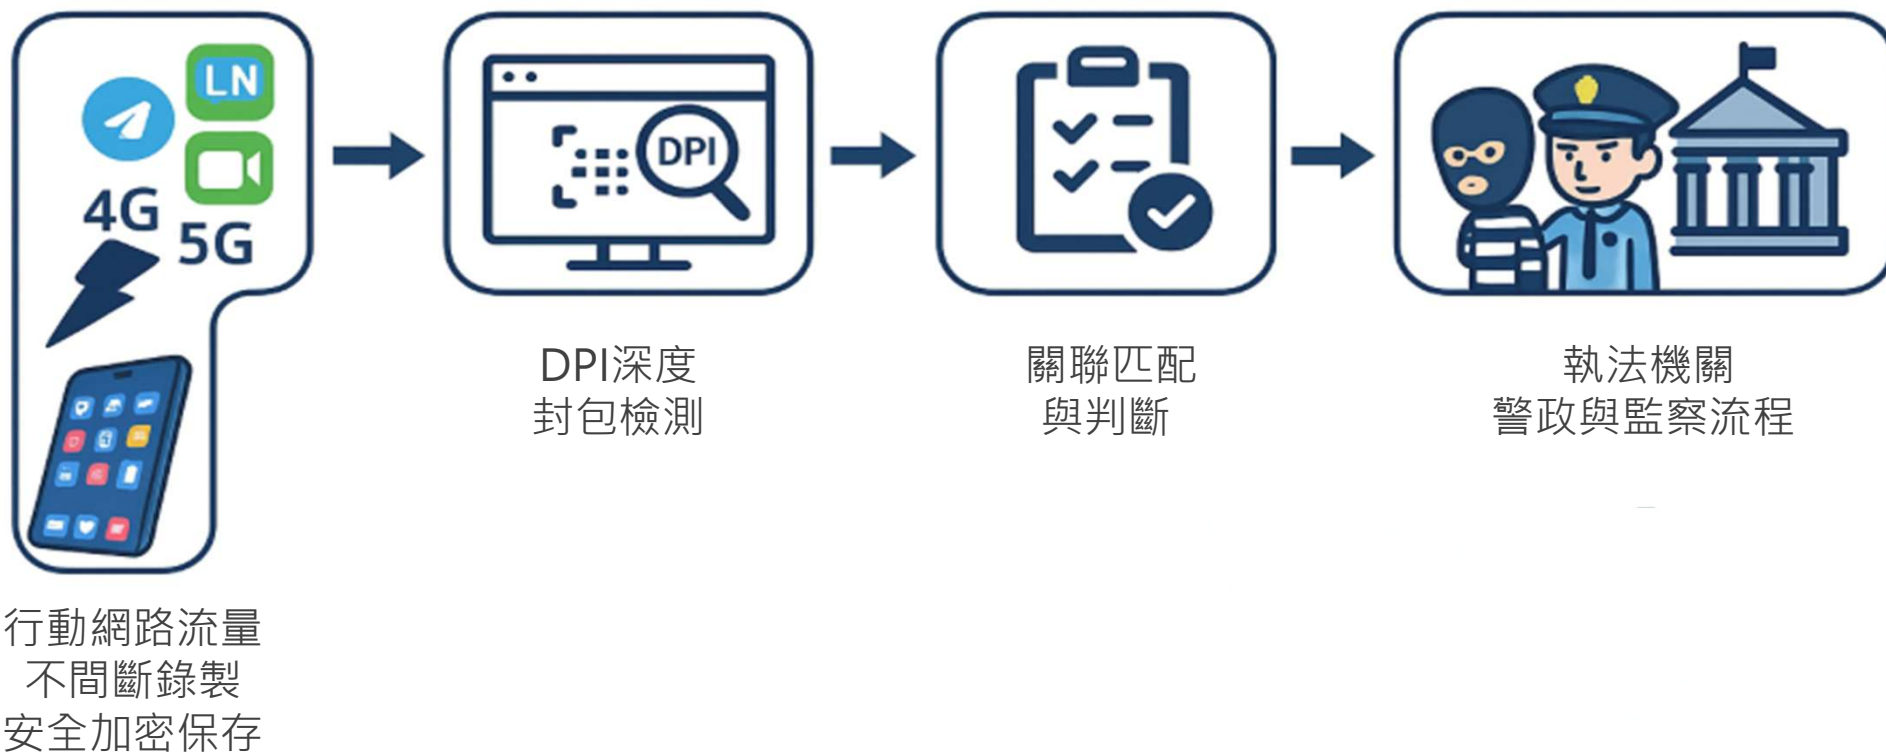 LN
4G
5G
DPI
DPI深度
封包檢測
關聯匹配
與判斷
執法機關
警政與監察流程
行動網路流量
不間斷錄製
安全加密保存